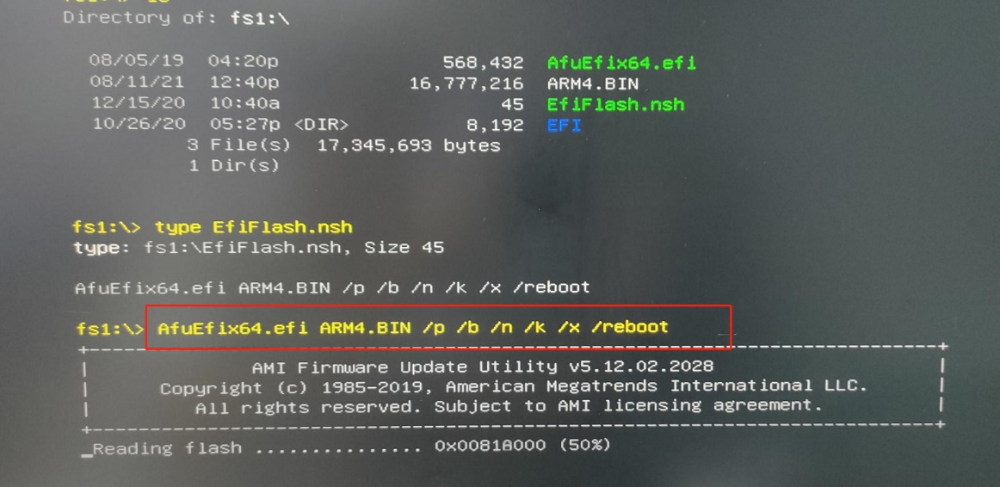 Directory of: fs1:\
08/05/19 04:20p 568,432 AfuEfix64.efi
08/11/21 12:40p 16,777,216 ARM4.BIN
12/15/20 10:40a 45 EfiFlash.nsh
10/26/20 05:27p <DIR> 8,192 EFI
3 File(s) 17,345,693 bytes
1 Dir(s)
fs1:\> type EfiFlash.nsh
type: fs1:\EfiFlash.nsh, Size 45
AfuEfix64.efi ARM4.BIN /p /b /n /k /x /reboot
fs1:\> AfuEfix64.efi ARM4.BIN /p /b /n /k /x /reboot
AMI Firmware Update Utility v5.12.02.2028
Copyright (c) 1985-2019, American Megatrends International LLC.
All rights reserved. Subject to AMI licensing agreement.
Reading flash ............... 0x0081A000 (50%)